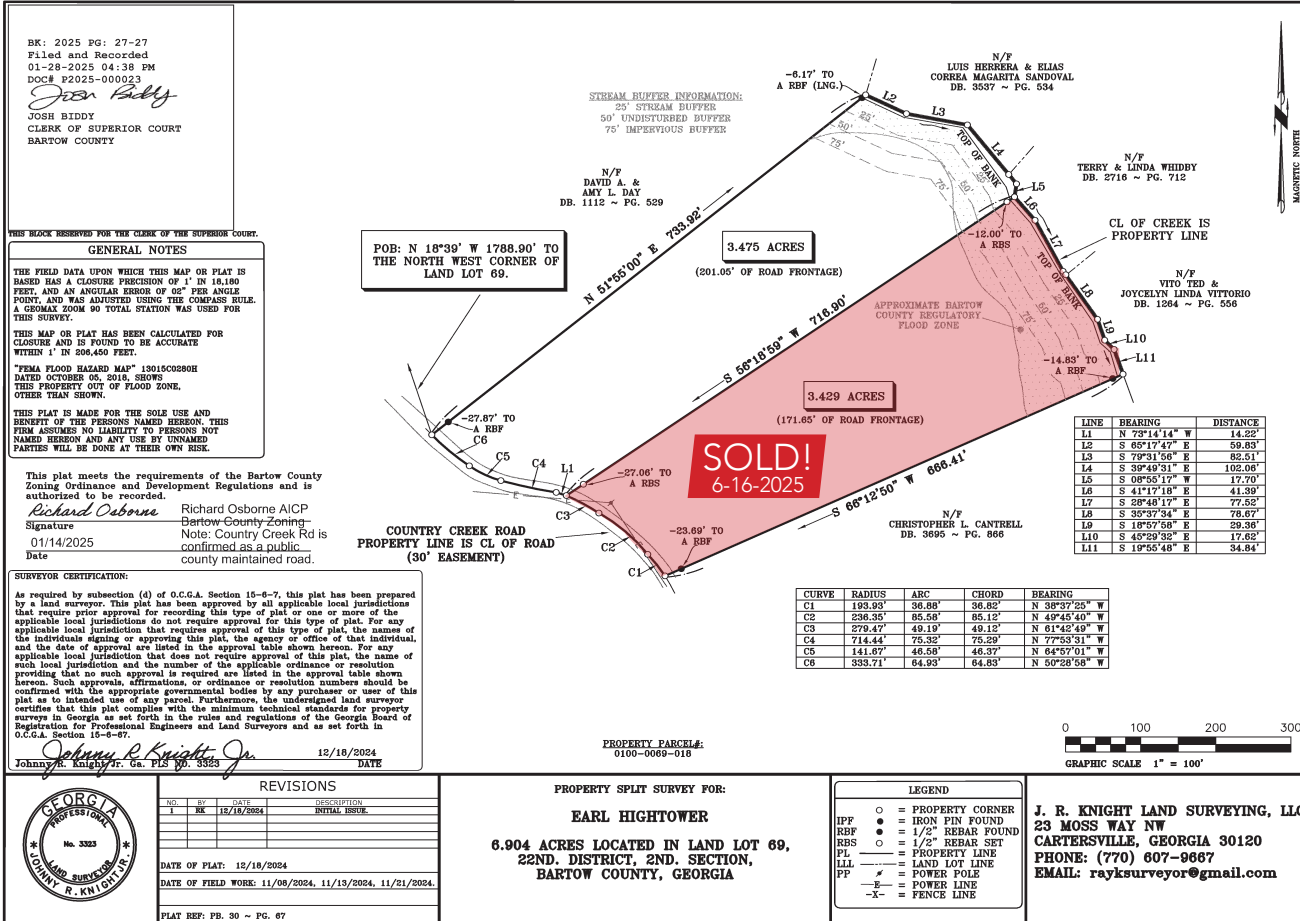 BK: 2025 PG: 27-27
Filed and Recorded
01-28-2025 04:38 PM
DOC# P2025-000023
Josh Biddy
JOSH BIDDY
CLERK OF SUPERIOR COURT
BARTOW COUNTY
THIS BLOCK RESERVED FOR THE CLERK OF THE SUPERIOR COURT.
GENERAL NOTES
THE FIELD DATA UPON WHICH THIS MAP OR PLAT IS
BASED HAS A CLOSURE PRECISION OF 1' IN 18,180
FEET, AND AN ANGULAR ERROR OF 02" PER ANGLE
POINT, AND WAS ADJUSTED USING THE COMPASS RULE.
A GEOMAX ZOOM 90 TOTAL STATION WAS USED FOR
THIS SURVEY.
THIS MAP OR PLAT HAS BEEN CALCULATED FOR
CLOSURE AND IS FOUND TO BE ACCURATE
WITHIN 1' IN 206,450 FEET.
"FEMA FLOOD HAZARD MAP" 13015C0280H
DATED OCTOBER 05, 2018, SHOWS
THIS PROPERTY OUT OF FLOOD ZONE,
OTHER THAN SHOWN.
THIS PLAT IS MADE FOR THE SOLE USE AND
BENEFIT OF THE PERSONS NAMED HEREON. THIS
FIRM ASSUMES NO LIABILITY TO PERSONS NOT
NAMED HEREON AND ANY USE BY UNNAMED
PARTIES WILL BE DONE AT THEIR OWN RISK.
This plat meets the requirements of the Bartow County
Zoning Ordinance and Development Regulations and is
authorized to be recorded.
Richard Osborne
Signature
01/14/2025
Date
Richard Osborne AICP
Bartow County Zoning
Note: Country Creek Rd is
confirmed as a public
county maintained road.
SURVEYOR CERTIFICATION:
As required by subsection (d) of O.C.G.A. Section 15-6-7, this plat has been prepared
by a land surveyor. This plat has been approved by all applicable local jurisdictions
that require prior approval for recording this type of plat or one or more of the
applicable local jurisdictions do not require approval for this type of plat. For any
applicable local jurisdiction that requires approval of this type of plat, the names of
the individuals signing or approving this plat, the agency or office of that individual,
and the date of approval are listed in the approval table shown hereon. For any
applicable local jurisdiction that does not require approval of this plat, the name of
such local jurisdiction and the number of the applicable ordinance or resolution
providing that no such approval is required are listed in the approval table shown
hereon. Such approvals, affirmations, or ordinance or resolution numbers should be
confirmed with the appropriate governmental bodies by any purchaser or user of this
plat as to intended use of any parcel. Furthermore, the undersigned land surveyor
certifies that this plat complies with the minimum technical standards for property
surveys in Georgia as set forth in the rules and regulations of the Georgia Board of
Registration for Professional Engineers and Land Surveyors and as set forth in
O.C.G.A. Section 15-6-67.
Johnny R Knight, Jr.
12/18/2024
Johnny R. Knight Jr. Ga. PLS NO. 3323 DATE
STREAM BUFFER INFORMATION:
25' STREAM BUFFER
50' UNDISTURBED BUFFER
75' IMPERVIOUS BUFFER
-6.17' TO
A RBF (LNG.)
N/F
LUIS HERRERA & ELIAS
CORREA MAGARITA SANDOVAL
DB. 3537 ~ PG. 534
L2
L3
L4
L5
L6
L7
L8
L9
L10
L11
25'
50'
75'
TOP OF BANK
25'
50'
75'
N/F
DAVID A. &
AMY L. DAY
DB. 1112 ~ PG. 529
N/F
TERRY & LINDA WHIDBY
DB. 2716 ~ PG. 712
MAGNETIC NORTH
POB: N 18°39' W 1788.90' TO
THE NORTH WEST CORNER OF
LAND LOT 69.
N 51°55'00" E 733.92'
3.475 ACRES
(201.05' OF ROAD FRONTAGE)
-12.00' TO
A RBS
CL OF CREEK IS
PROPERTY LINE
TOP OF BANK
25'
50'
75'
N/F
VITO TED &
JOYCELYN LINDA VITTORIO
DB. 1264 ~ PG. 556
APPROXIMATE BARTOW
COUNTY REGULATORY
FLOOD ZONE
S 56°18'59" W 716.90'
-14.83' TO
A RBF
3.429 ACRES
(171.65' OF ROAD FRONTAGE)
SOLD!
6-16-2025
-27.87' TO
A RBF
C6
C5
C4
L1
E
-27.06' TO
A RBS
C3
C2
C1
-23.69' TO
A RBF
S 66°12'50" W 666.41'
COUNTRY CREEK ROAD
PROPERTY LINE IS CL OF ROAD
(30' EASEMENT)
N/F
CHRISTOPHER L. CANTRELL
DB. 3695 ~ PG. 866
LINE BEARING DISTANCE
L1 N 73°14'14" W 14.22'
L2 S 65°17'47" E 59.83'
L3 S 79°31'56" E 82.51'
L4 S 39°49'31" E 102.06'
L5 S 08°55'17" W 17.70'
L6 S 41°17'18" E 41.39'
L7 S 28°48'17" E 77.52'
L8 S 35°37'34" E 78.67'
L9 S 18°57'58" E 29.36'
L10 S 45°29'32" E 17.62'
L11 S 19°55'48" E 34.84'
CURVE RADIUS ARC CHORD BEARING
C1 193.93' 36.88' 36.82' N 38°37'25" W
C2 236.35' 85.58' 85.12' N 49°45'40" W
C3 279.47' 49.19' 49.12' N 61°42'49" W
C4 714.44' 75.32' 75.29' N 77°53'31" W
C5 141.67' 46.58' 46.37' N 64°57'01" W
C6 333.71' 64.93' 64.83' N 50°28'58" W
PROPERTY PARCEL#:
0100-0069-018
0 100 200 300
GRAPHIC SCALE 1" = 100'
GEORGIA
PROFESSIONAL
No. 3323
LAND SURVEYOR
JOHNNY R. KNIGHT JR.
REVISIONS
NO. BY DATE DESCRIPTION
1 RK 12/18/2024 INITIAL ISSUE.
DATE OF PLAT: 12/18/2024
DATE OF FIELD WORK: 11/08/2024, 11/13/2024, 11/21/2024.
PLAT REF: PB. 30 ~ PG. 67
PROPERTY SPLIT SURVEY FOR:
EARL HIGHTOWER
6.904 ACRES LOCATED IN LAND LOT 69,
22ND. DISTRICT, 2ND. SECTION,
BARTOW COUNTY, GEORGIA
LEGEND
= PROPERTY CORNER
IPF = IRON PIN FOUND
RBF = 1/2" REBAR FOUND
RBS = 1/2" REBAR SET
PL = PROPERTY LINE
LLL = LAND LOT LINE
PP = POWER POLE
—E— = POWER LINE
-X- = FENCE LINE
J. R. KNIGHT LAND SURVEYING, LLC
23 MOSS WAY NW
CARTERSVILLE, GEORGIA 30120
PHONE: (770) 607-9667
EMAIL: rayksurveyor@gmail.com